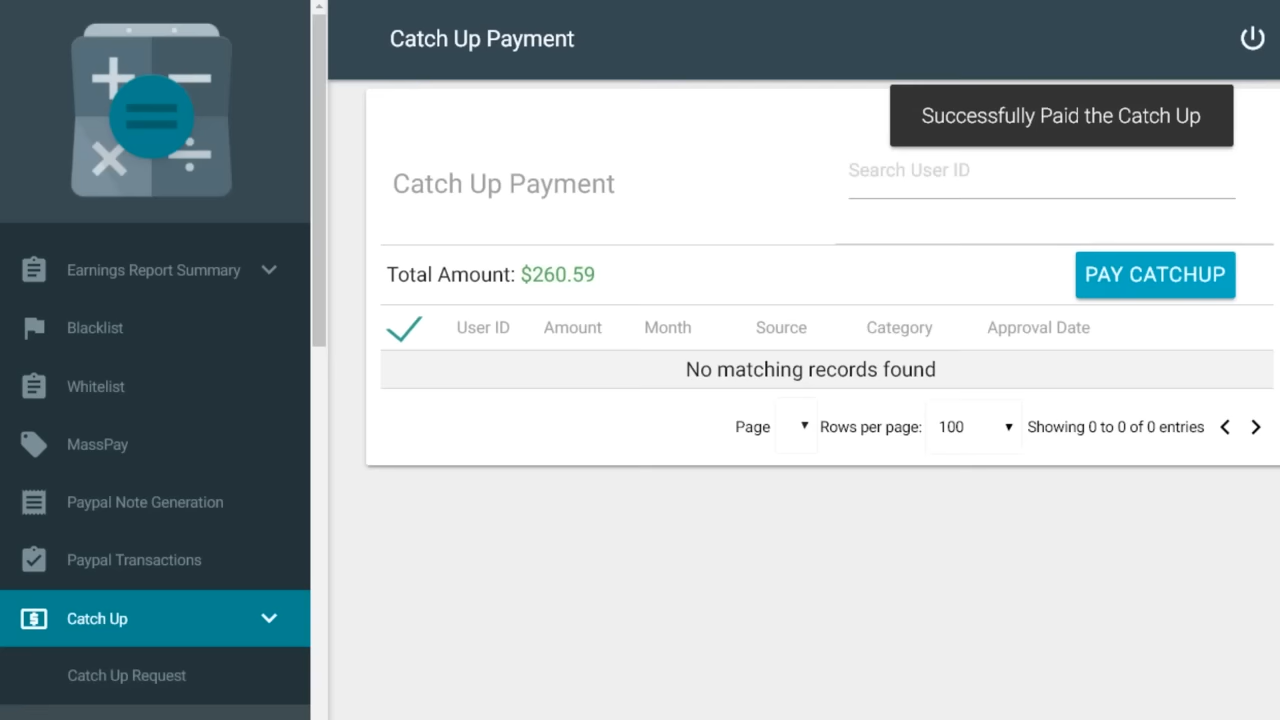 Catch Up Payment
Successfully Paid the Catch Up
Catch Up Payment
Search User ID
Total Amount: $260.59
PAY CATCHUP
User ID Amount Month Source Category Approval Date
No matching records found
Page Rows per page: 100 Showing 0 to 0 of 0 entries
Earnings Report Summary
Blacklist
Whitelist
MassPay
Paypal Note Generation
Paypal Transactions
Catch Up
Catch Up Request